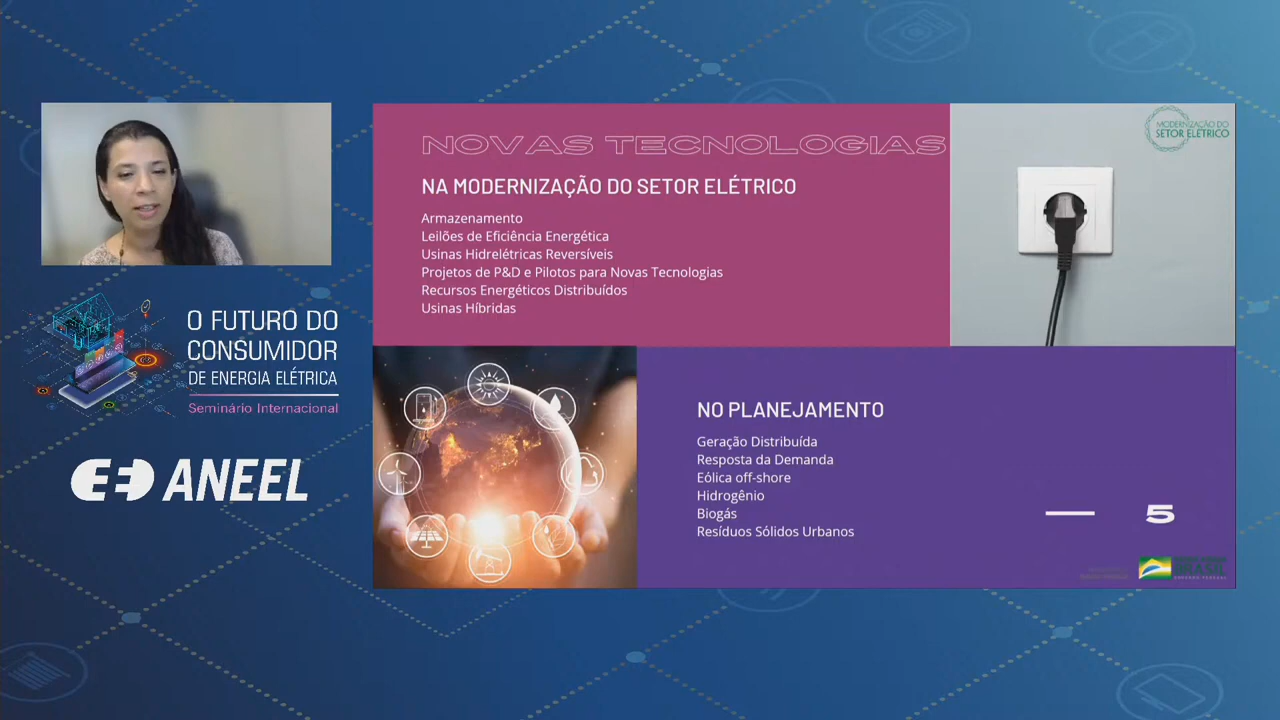 O FUTURO DO
CONSUMIDOR
DE ENERGIA ELÉTRICA
Seminário Internacional
ANEEL
NOVAS TECNOLOGIAS
NA MODERNIZAÇÃO DO SETOR ELÉTRICO
Armazenamento
Leilões de Eficiência Energética
Usinas Hidrelétricas Reversíveis
Projetos de P&D e Pilotos para Novas Tecnologias
Recursos Energéticos Distribuídos
Usinas Híbridas
MODERNIZAÇÃO DO
SETOR ELÉTRICO
NO PLANEJAMENTO
Geração Distribuída
Resposta da Demanda
Eólica off-shore
Hidrogênio
Biogás
Resíduos Sólidos Urbanos
5
BRASIL